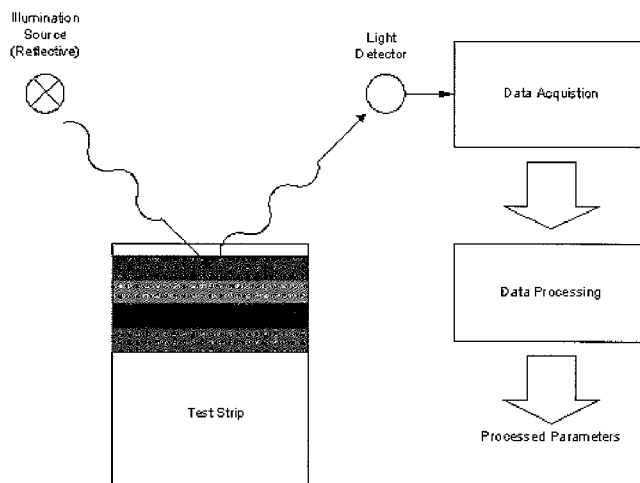 Illumination
Source
(Reflective)
Light
Detector
Data Acquistion
Data Processing
Test Strip
Processed Parameters